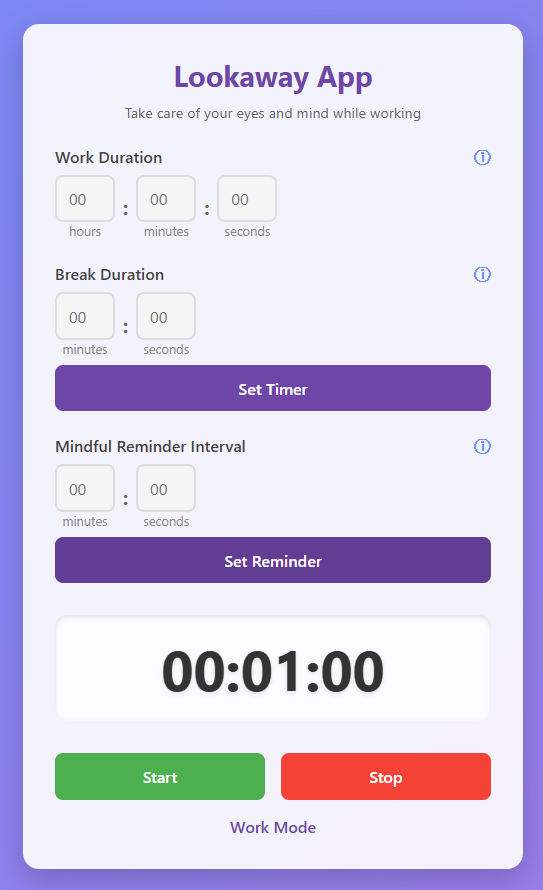 Lookaway App
Take care of your eyes and mind while working
Work Duration ⓘ
00 : 00 : 00
hours minutes seconds
Break Duration ⓘ
00 : 00
minutes seconds
Set Timer
Mindful Reminder Interval ⓘ
00 : 00
minutes seconds
Set Reminder
00:01:00
Start Stop
Work Mode